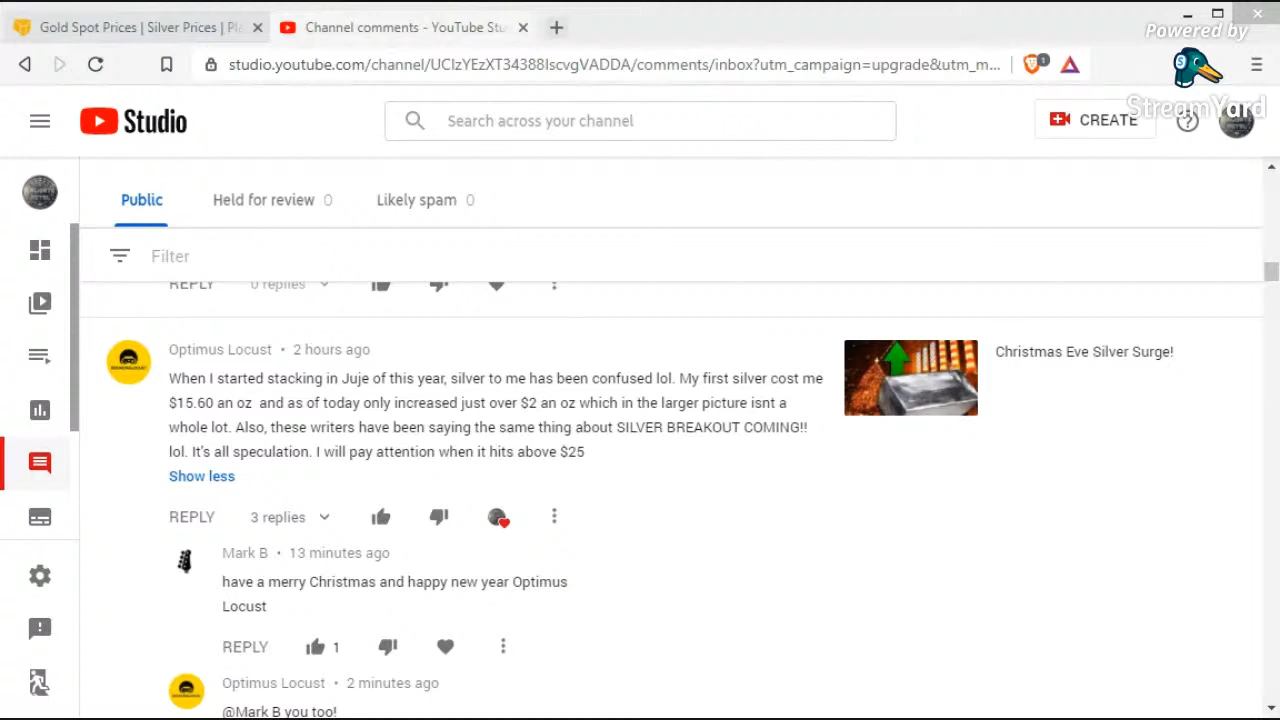 Gold Spot Prices | Silver Prices | Pla
Channel comments - YouTube Stu
Powered by
studio.youtube.com/channel/UCIzYEzXT34388IscvgVADDA/comments/inbox?utm_campaign=upgrade&utm_m...
1
StreamYard
Studio
Search across your channel
CREATE
Public
Held for review 0
Likely spam 0
Filter
REPLY
0 replies
Optimus Locust • 2 hours ago
When I started stacking in Juje of this year, silver to me has been confused lol. My first silver cost me
$15.60 an oz and as of today only increased just over $2 an oz which in the larger picture isnt a
whole lot. Also, these writers have been saying the same thing about SILVER BREAKOUT COMING!!
lol. It's all speculation. I will pay attention when it hits above $25
Show less
Christmas Eve Silver Surge!
REPLY
3 replies
Mark B • 13 minutes ago
have a merry Christmas and happy new year Optimus
Locust
REPLY
1
Optimus Locust • 2 minutes ago
@Mark B you too!